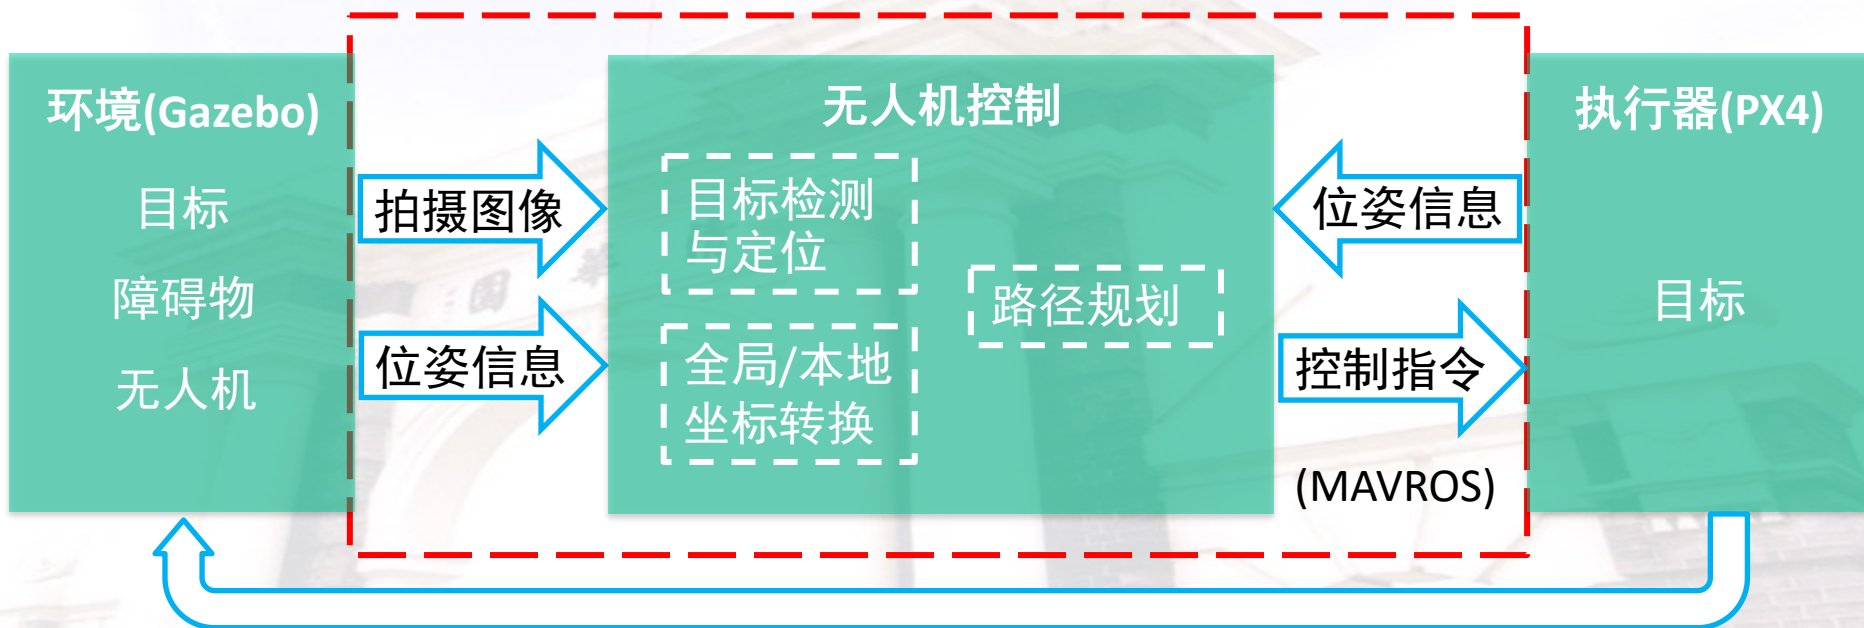 环境(Gazebo)
目标
障碍物
无人机
拍摄图像
位姿信息
无人机控制
目标检测
与定位
全局/本地
坐标转换
路径规划
位姿信息
控制指令
(MAVROS)
执行器(PX4)
目标
華
園